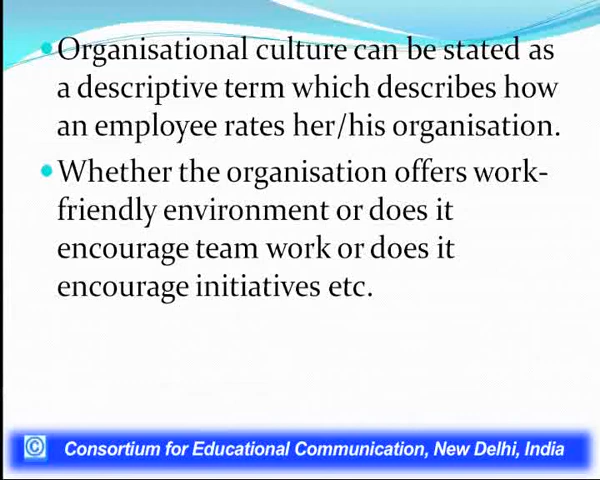 Organisational culture can be stated as
a descriptive term which describes how
an employee rates her/his organisation.
Whether the organisation offers work-
friendly environment or does it
encourage team work or does it
encourage initiatives etc.
© Consortium for Educational Communication, New Delhi, India